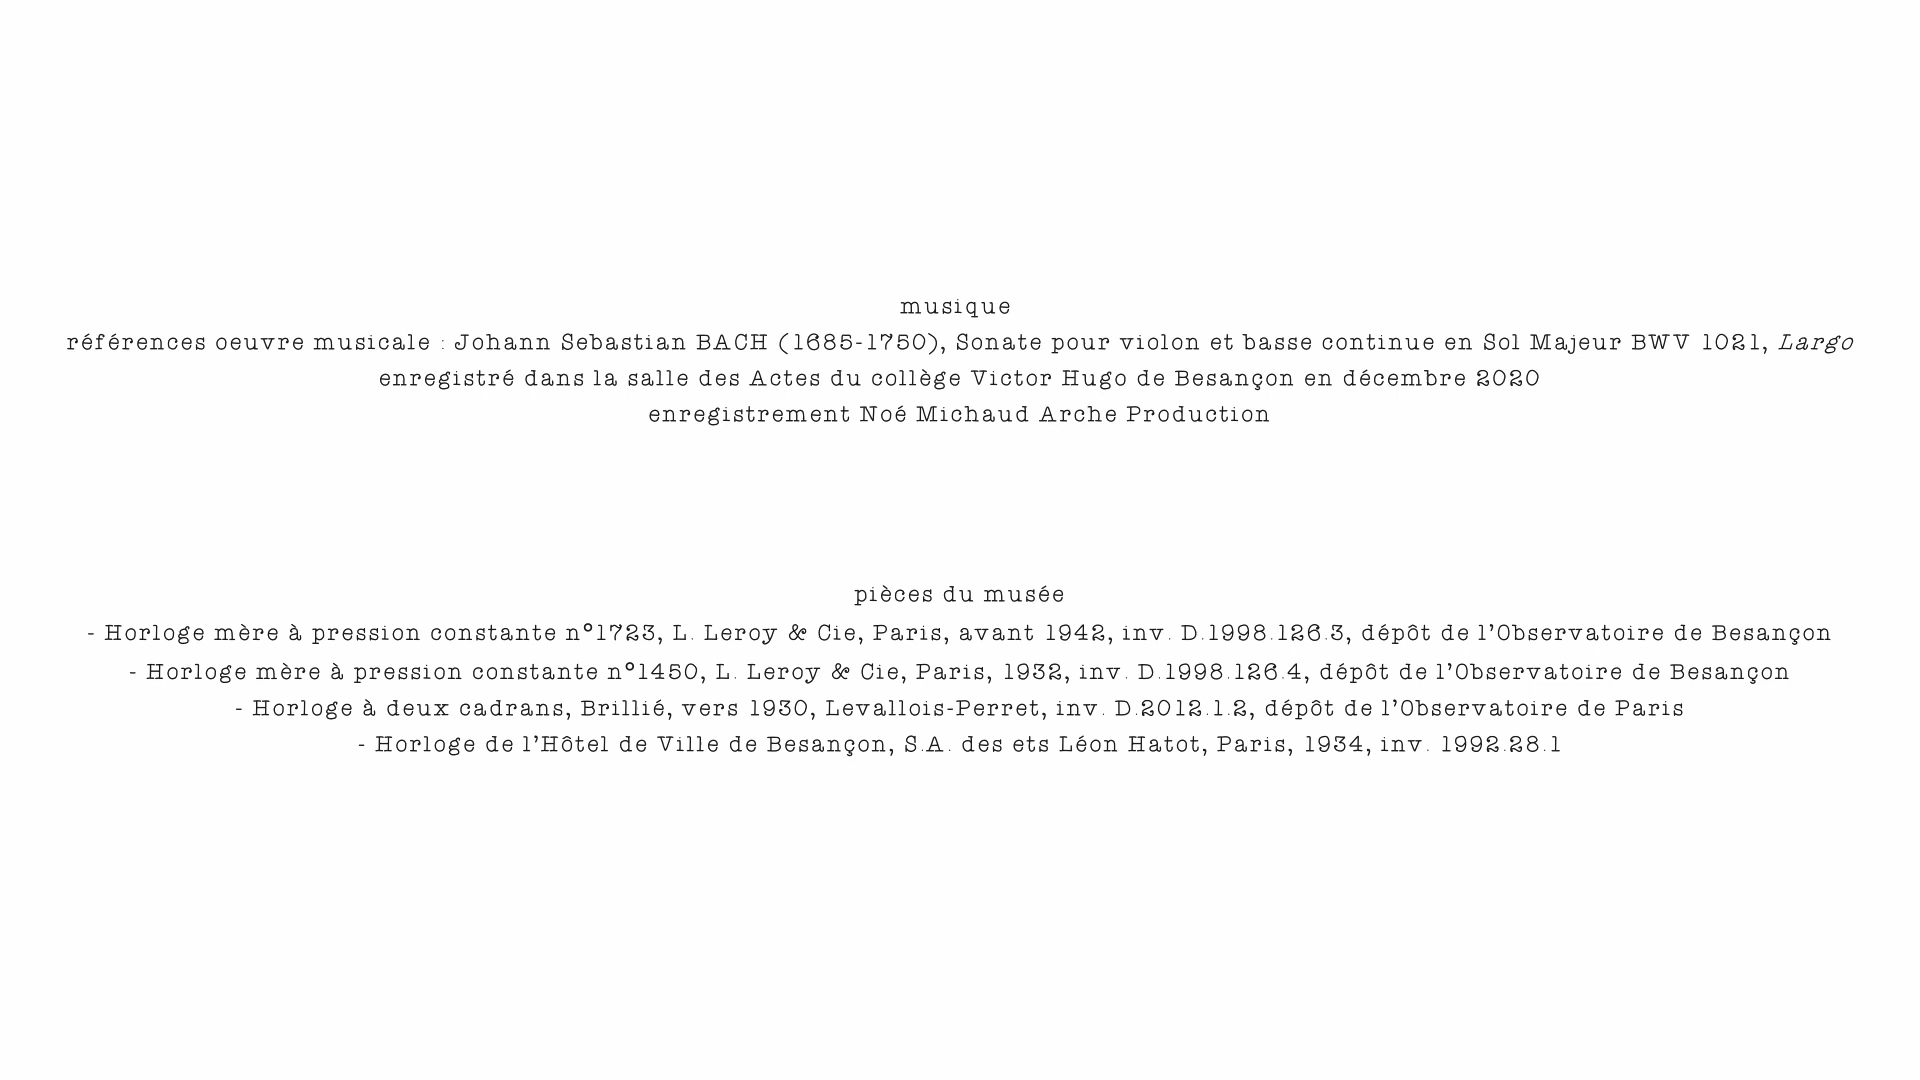 musique
références oeuvre musicale : Johann Sebastian BACH (1685-1750), Sonate pour violon et basse continue en Sol Majeur BWV 1021, Largo
enregistré dans la salle des Actes du collège Victor Hugo de Besançon en décembre 2020
enregistrement Noé Michaud Arche Production
pièces du musée
- Horloge mère à pression constante n°1723, L. Leroy & Cie, Paris, avant 1942, inv. D.1998.126.3, dépôt de l’Observatoire de Besançon
- Horloge mère à pression constante n°1450, L. Leroy & Cie, Paris, 1932, inv. D.1998.126.4, dépôt de l’Observatoire de Besançon
- Horloge à deux cadrans, Brillié, vers 1930, Levallois-Perret, inv. D.2012.1.2, dépôt de l’Observatoire de Paris
- Horloge de l’Hôtel de Ville de Besançon, S.A. des ets Léon Hatot, Paris, 1934, inv. 1992.28.1